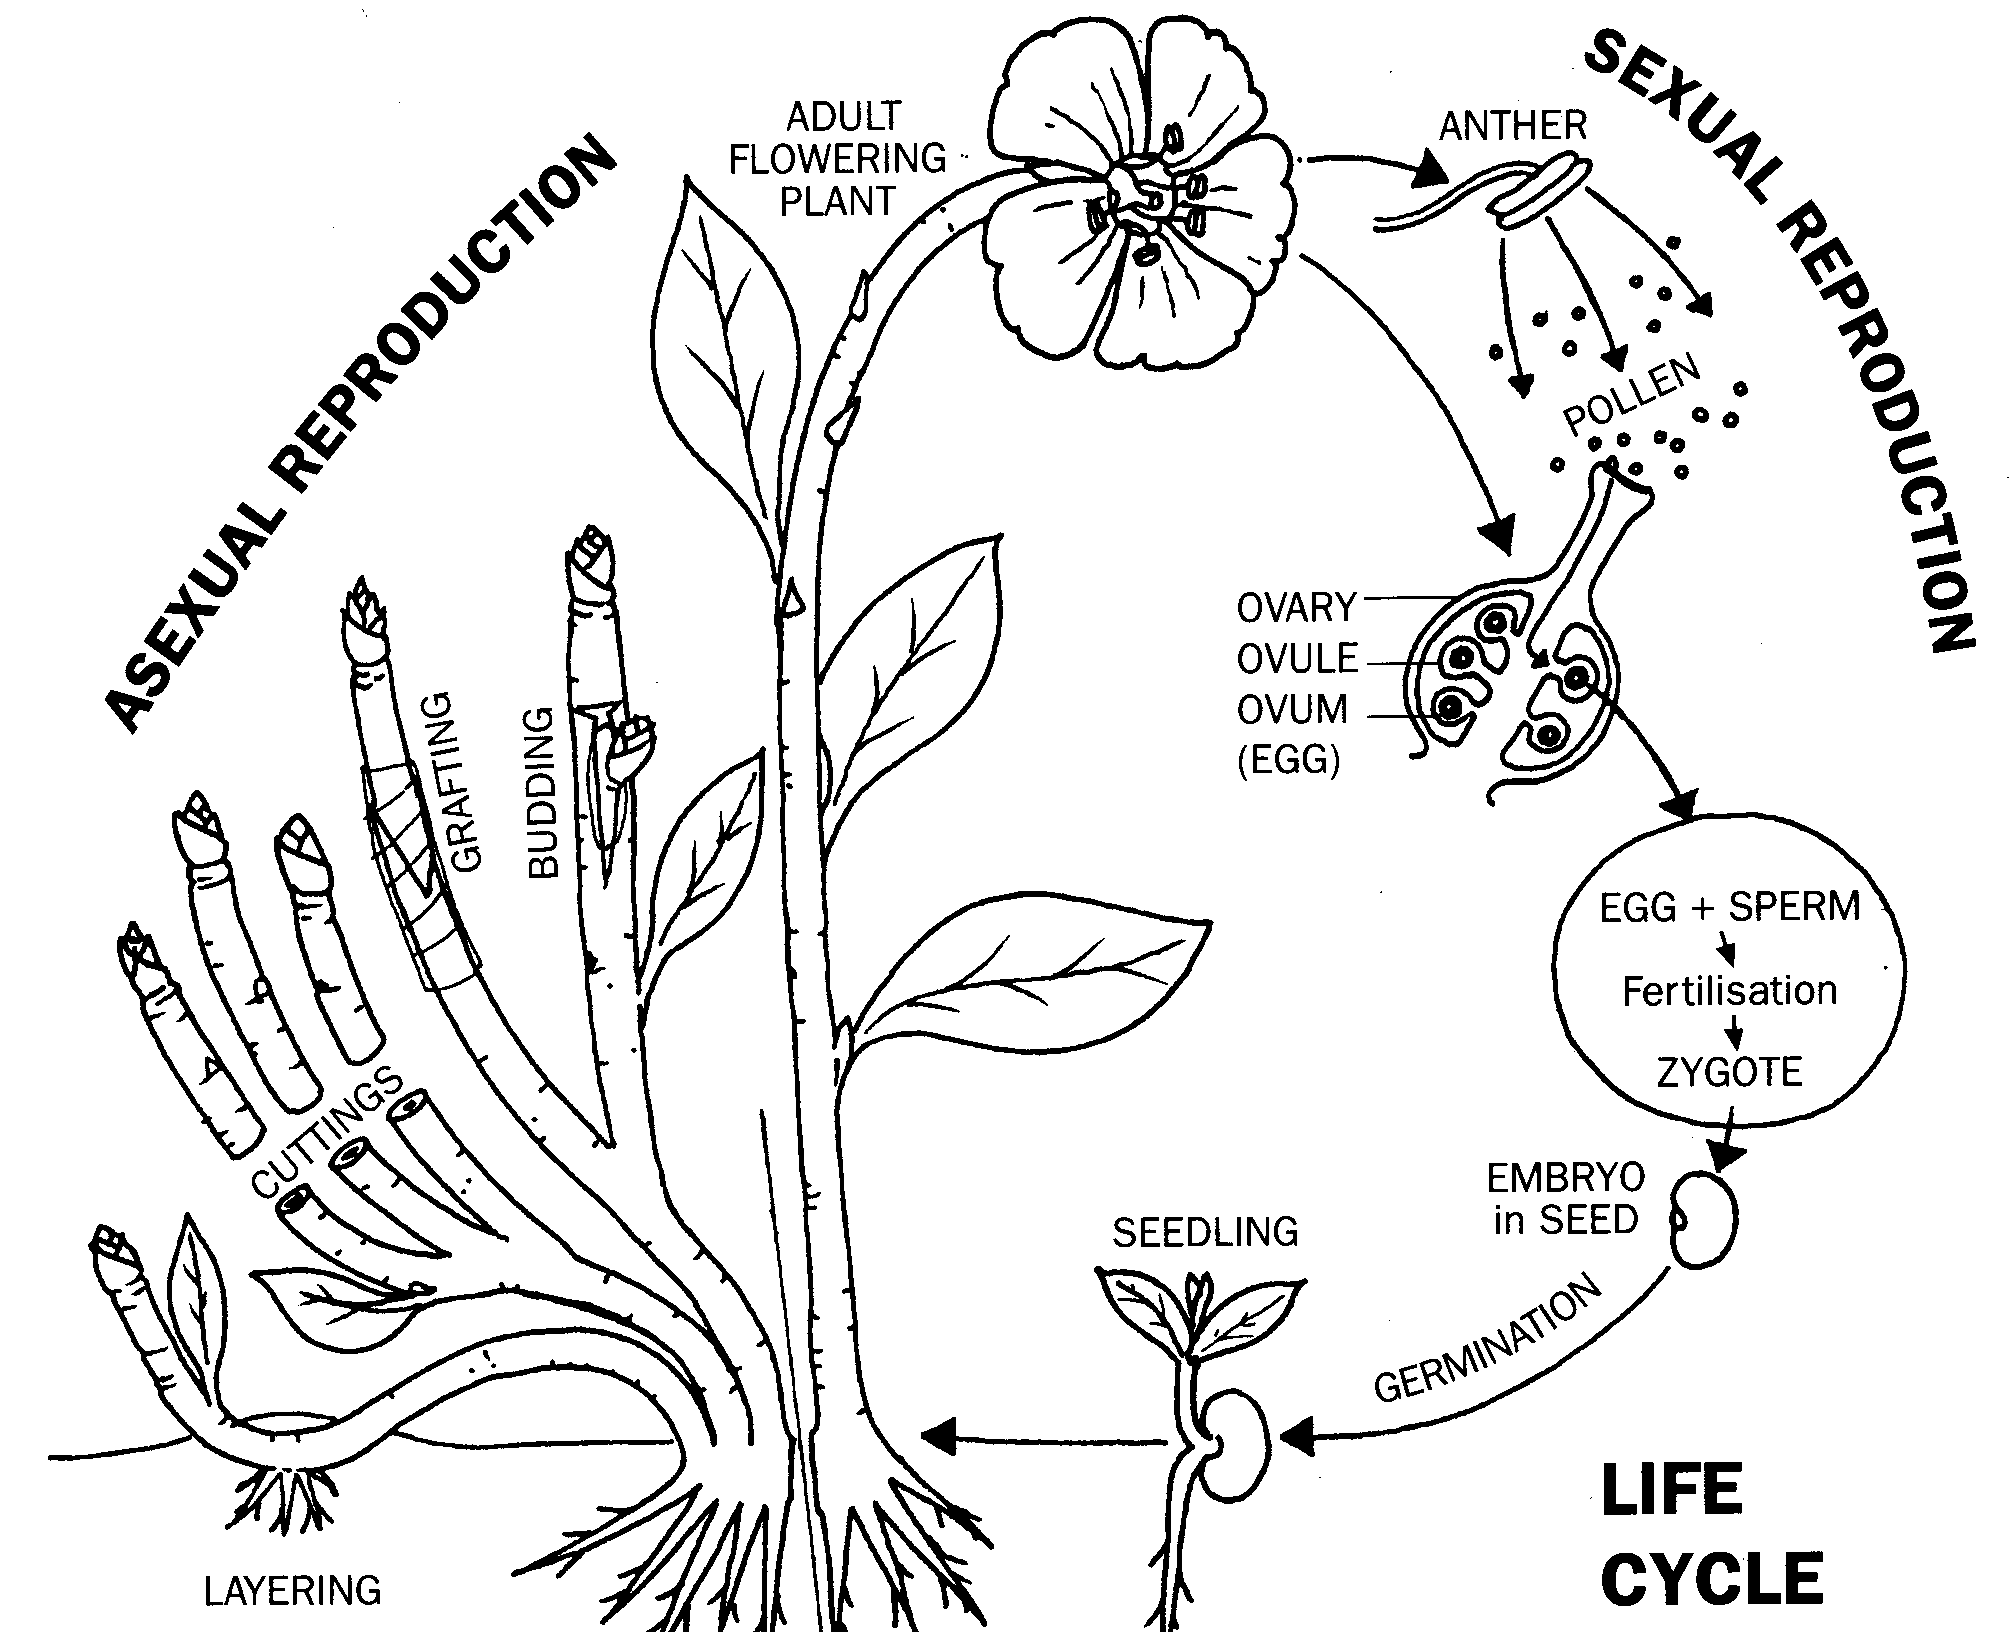 ASEXUAL REPRODUCTION
SEXUAL REPRODUCTION
ADULT
FLOWERING
PLANT
ANTHER
POLLEN
OVARY
OVULE
OVUM
(EGG)
GRAFTING
BUDDING
CUTTINGS
EGG + SPERM
Fertilisation
ZYGOTE
EMBRYO
in SEED
SEEDLING
GERMINATION
LAYERING
LIFE
CYCLE